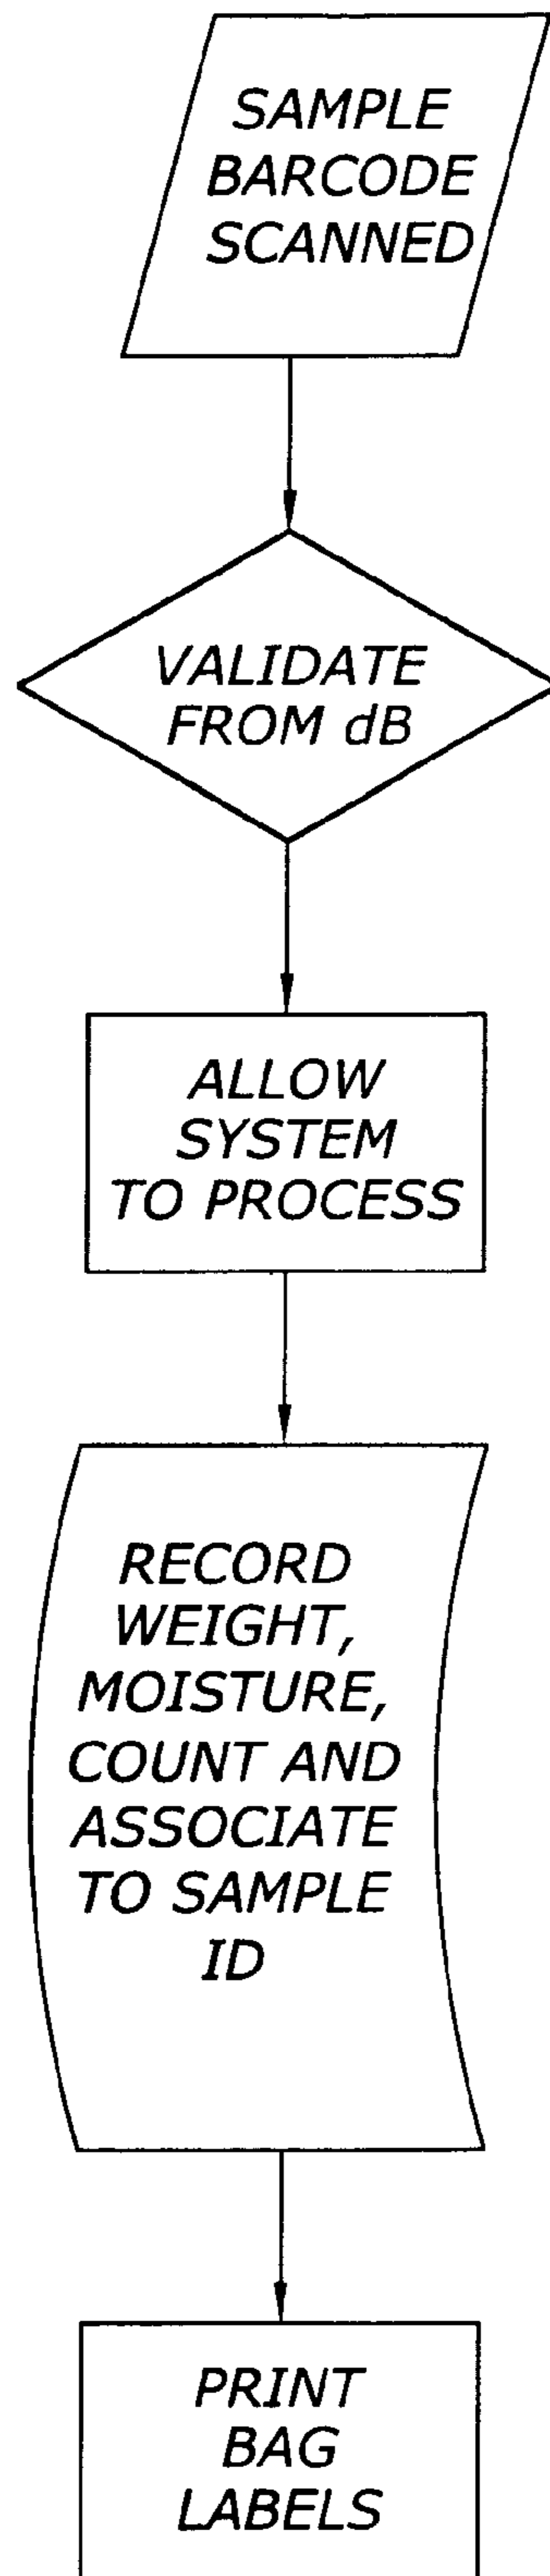 SAMPLE
BARCODE
SCANNED
VALIDATE
FROM dB
ALLOW
SYSTEM
TO PROCESS
RECORD
WEIGHT,
MOISTURE,
COUNT AND
ASSOCIATE
TO SAMPLE
ID
PRINT
BAG
LABELS